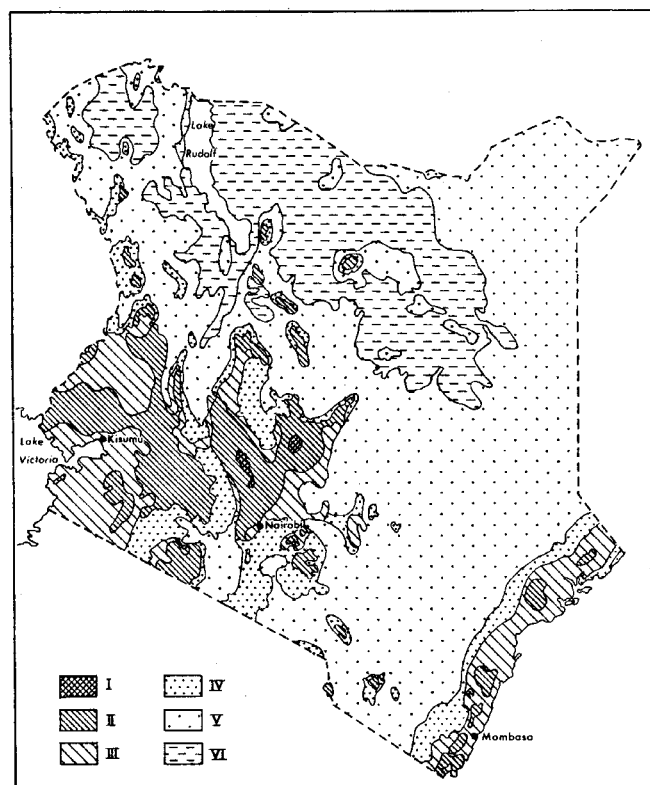 Lake
Rudolf
Kisumu
Lake
Victoria
Nairobi
Mombasa
I IV
II V
III VI